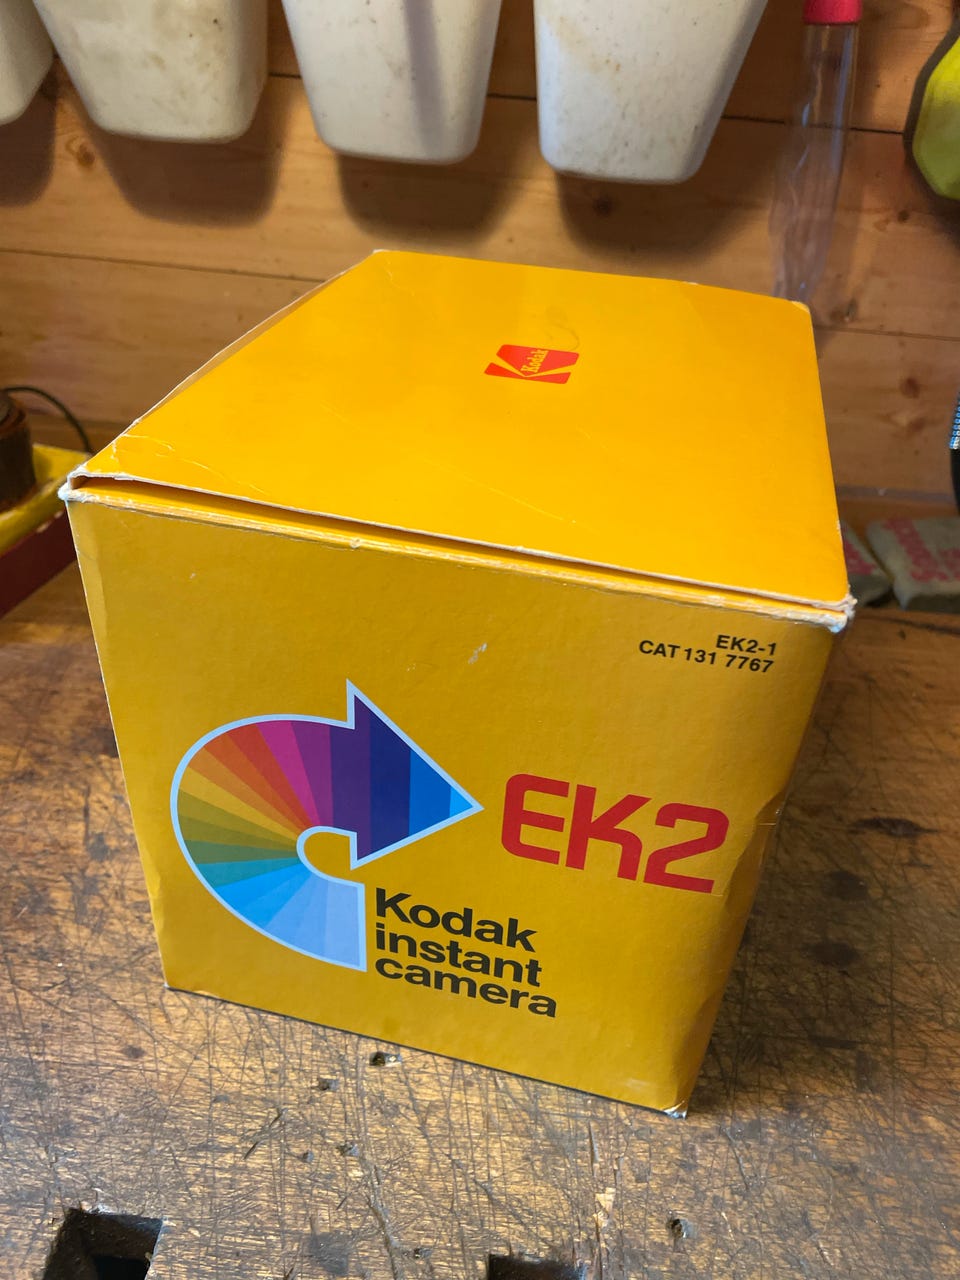 Kodak
EK2-1
CAT 131 7767
EK2
Kodak
instant
camera